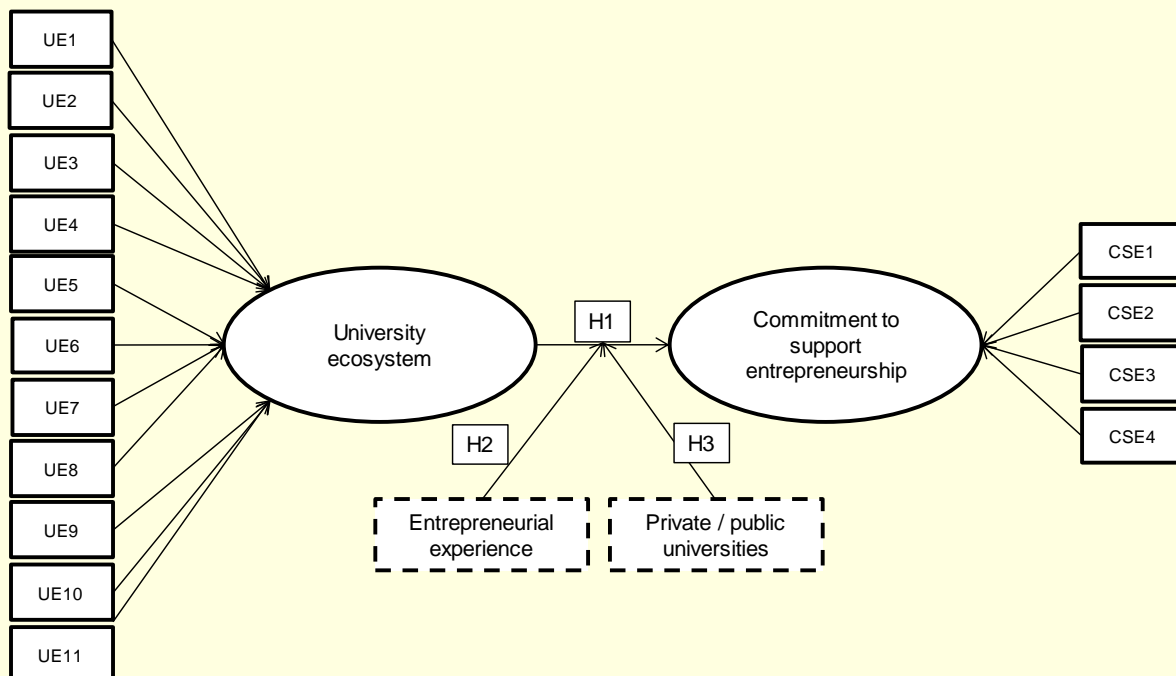 UE1
UE2
UE3
UE4
UE5
UE6
UE7
UE8
UE9
UE10
UE11
University
ecosystem
H1
H2
H3
Entrepreneurial
experience
Private / public
universities
Commitment to
support
entrepreneurship
CSE1
CSE2
CSE3
CSE4